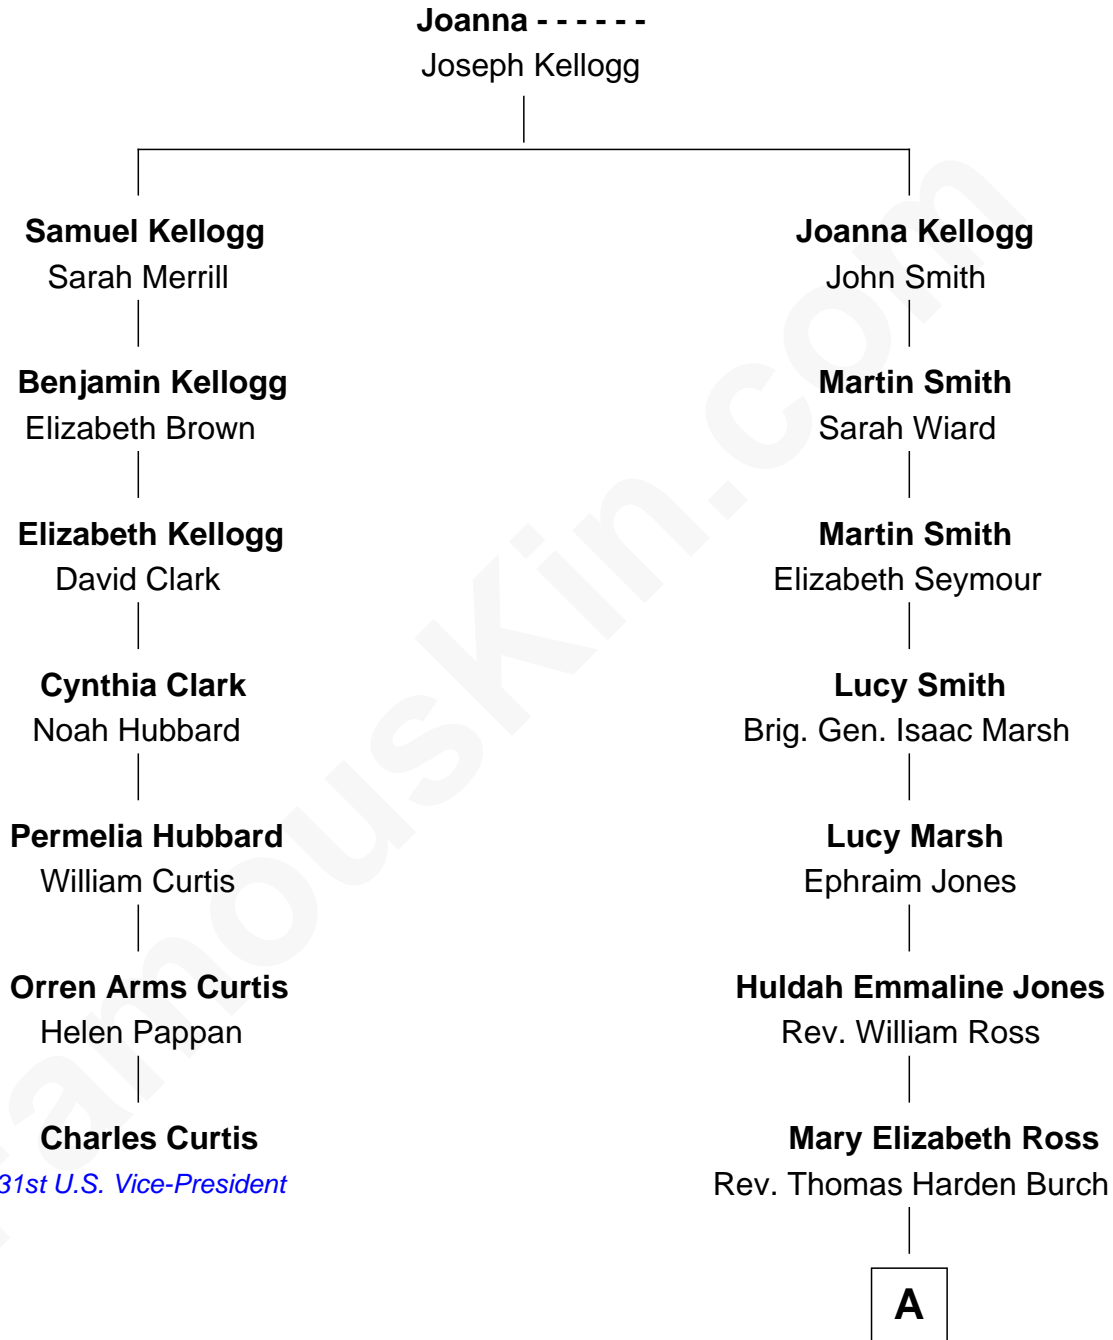 Joanna - - - - - -
Joseph Kellogg
Samuel Kellogg
Sarah Merrill
Joanna Kellogg
John Smith
Benjamin Kellogg
Elizabeth Brown
Martin Smith
Sarah Wiard
Elizabeth Kellogg
David Clark
Martin Smith
Elizabeth Seymour
Cynthia Clark
Noah Hubbard
Lucy Smith
Brig. Gen. Isaac Marsh
Permelia Hubbard
William Curtis
Lucy Marsh
Ephraim Jones
Orren Arms Curtis
Helen Pappan
Huldah Emmaline Jones
Rev. William Ross
Charles Curtis
31st U.S. Vice-President
Mary Elizabeth Ross
Rev. Thomas Harden Burch
A
FamousKin.com